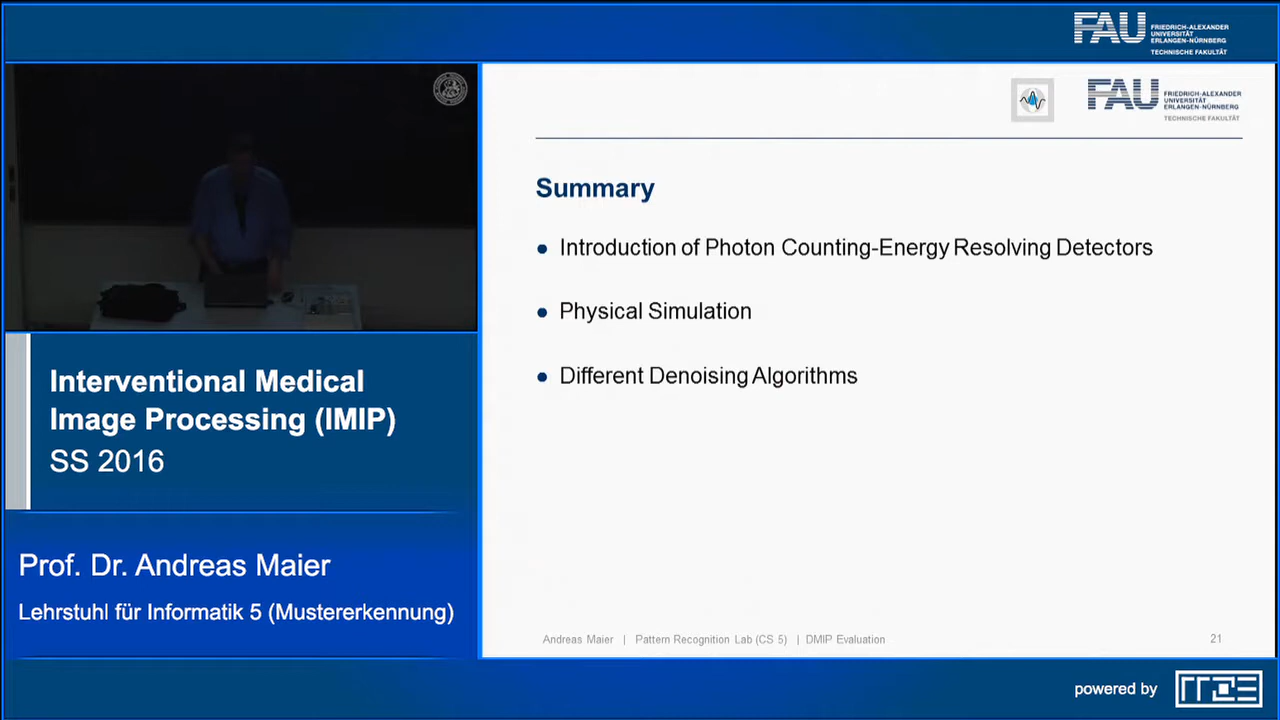 FAU
FRIEDRICH-ALEXANDER
UNIVERSITÄT
ERLANGEN-NÜRNBERG
TECHNISCHE FAKULTÄT
FAU
FRIEDRICH-ALEXANDER
UNIVERSITÄT
ERLANGEN-NÜRNBERG
TECHNISCHE FAKULTÄT
Summary
• Introduction of Photon Counting-Energy Resolving Detectors
• Physical Simulation
• Different Denoising Algorithms
Andreas Maier | Pattern Recognition Lab (CS 5) | DMIP Evaluation
21
Interventional Medical
Image Processing (IMIP)
SS 2016
Prof. Dr. Andreas Maier
Lehrstuhl für Informatik 5 (Mustererkennung)
powered by
RRZE